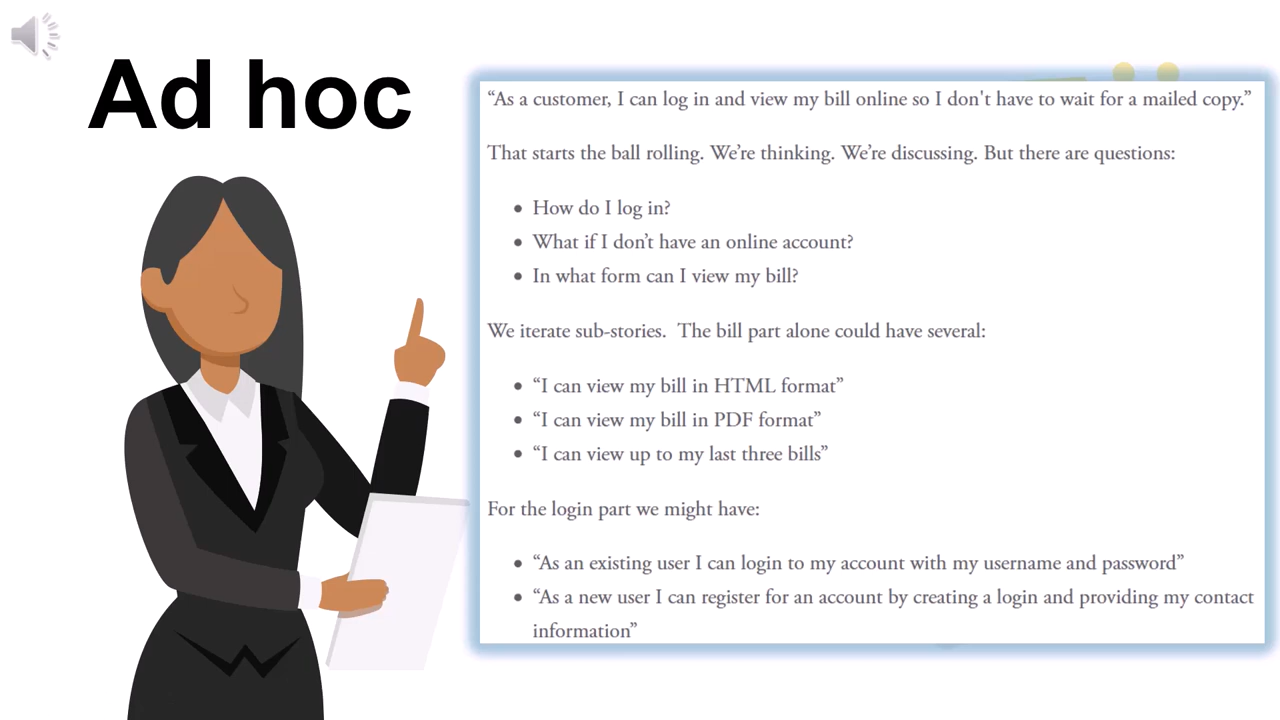 Ad hoc
“As a customer, I can log in and view my bill online so I don't have to wait for a mailed copy.”
That starts the ball rolling. We’re thinking. We’re discussing. But there are questions:
• How do I log in?
• What if I don’t have an online account?
• In what form can I view my bill?
We iterate sub-stories.  The bill part alone could have several:
• “I can view my bill in HTML format”
• “I can view my bill in PDF format”
• “I can view up to my last three bills”
For the login part we might have:
• “As an existing user I can login to my account with my username and password”
• “As a new user I can register for an account by creating a login and providing my contact
information”